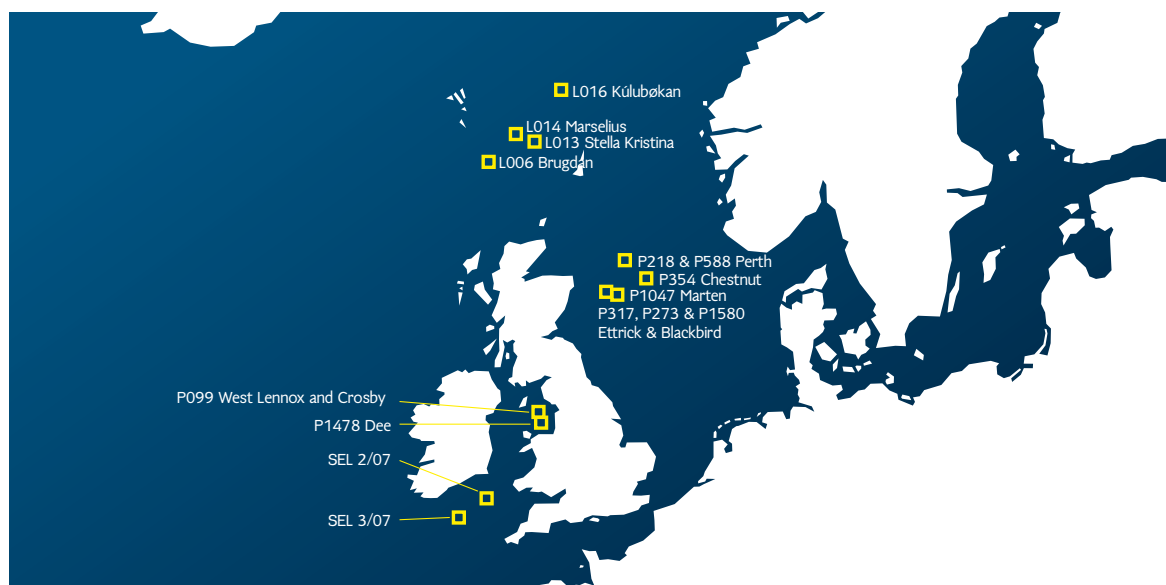 L016 Kúlubøkan
L014 Marselius
L013 Stella Kristina
L006 Brugdan
P218 & P588 Perth
P354 Chestnut
P1047 Marten
P317, P273 & P1580
Ettrick & Blackbird
P099 West Lennox and Crosby
P1478 Dee
SEL 2/07
SEL 3/07